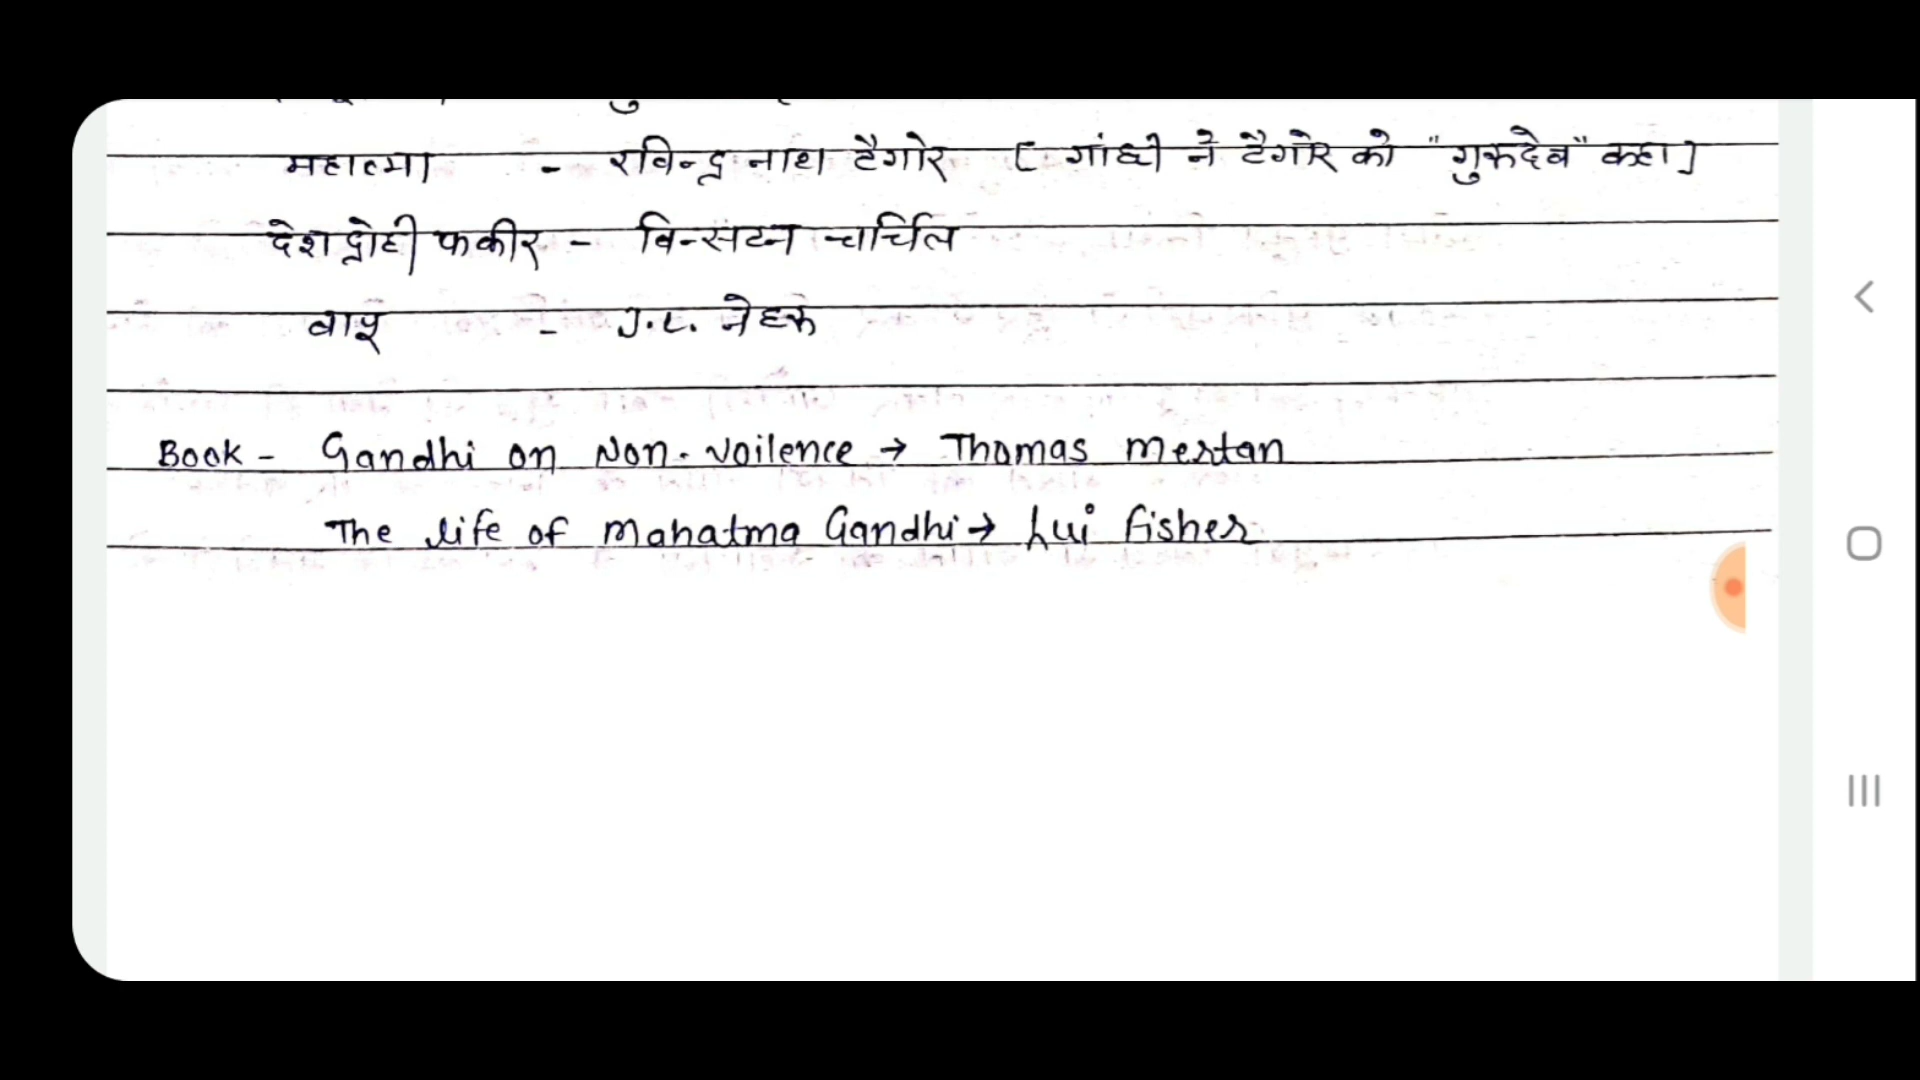 महात्मा - रविन्द्र नाथ टैगोर [ गांधी ने टैगोर को "गुरुदेव" कहा ]
देशद्रोही फकीर - विन्सटन चर्चिल
बापू - J.L. नेहरू
Book - Gandhi on Non-voilence → Thomas Mertan
The life of Mahatma Gandhi → Lui Fisher